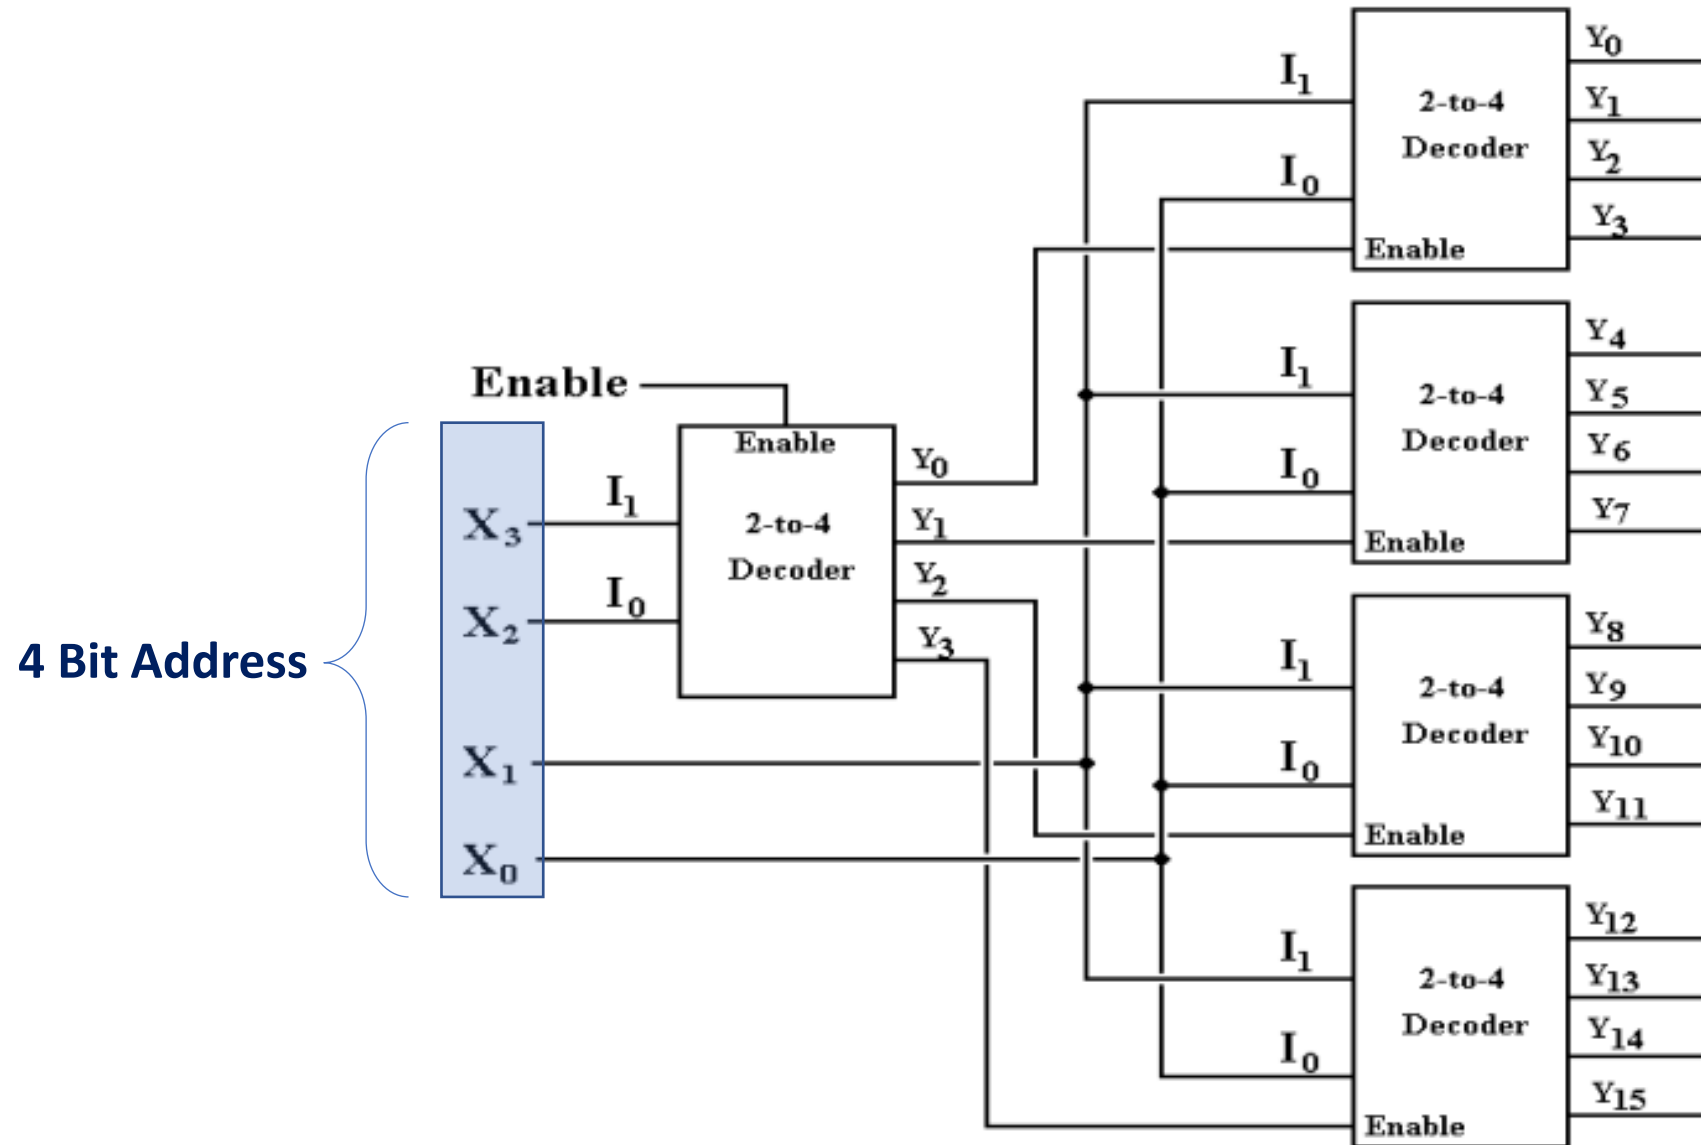 4 Bit Address
Enable
X3
X2
X1
X0
I1
I0
Enable
2-to-4
Decoder
Y0
Y1
Y2
Y3
I1
I0
2-to-4
Decoder
Enable
Y0
Y1
Y2
Y3
I1
I0
2-to-4
Decoder
Enable
Y4
Y5
Y6
Y7
I1
I0
2-to-4
Decoder
Enable
Y8
Y9
Y10
Y11
I1
I0
2-to-4
Decoder
Enable
Y12
Y13
Y14
Y15